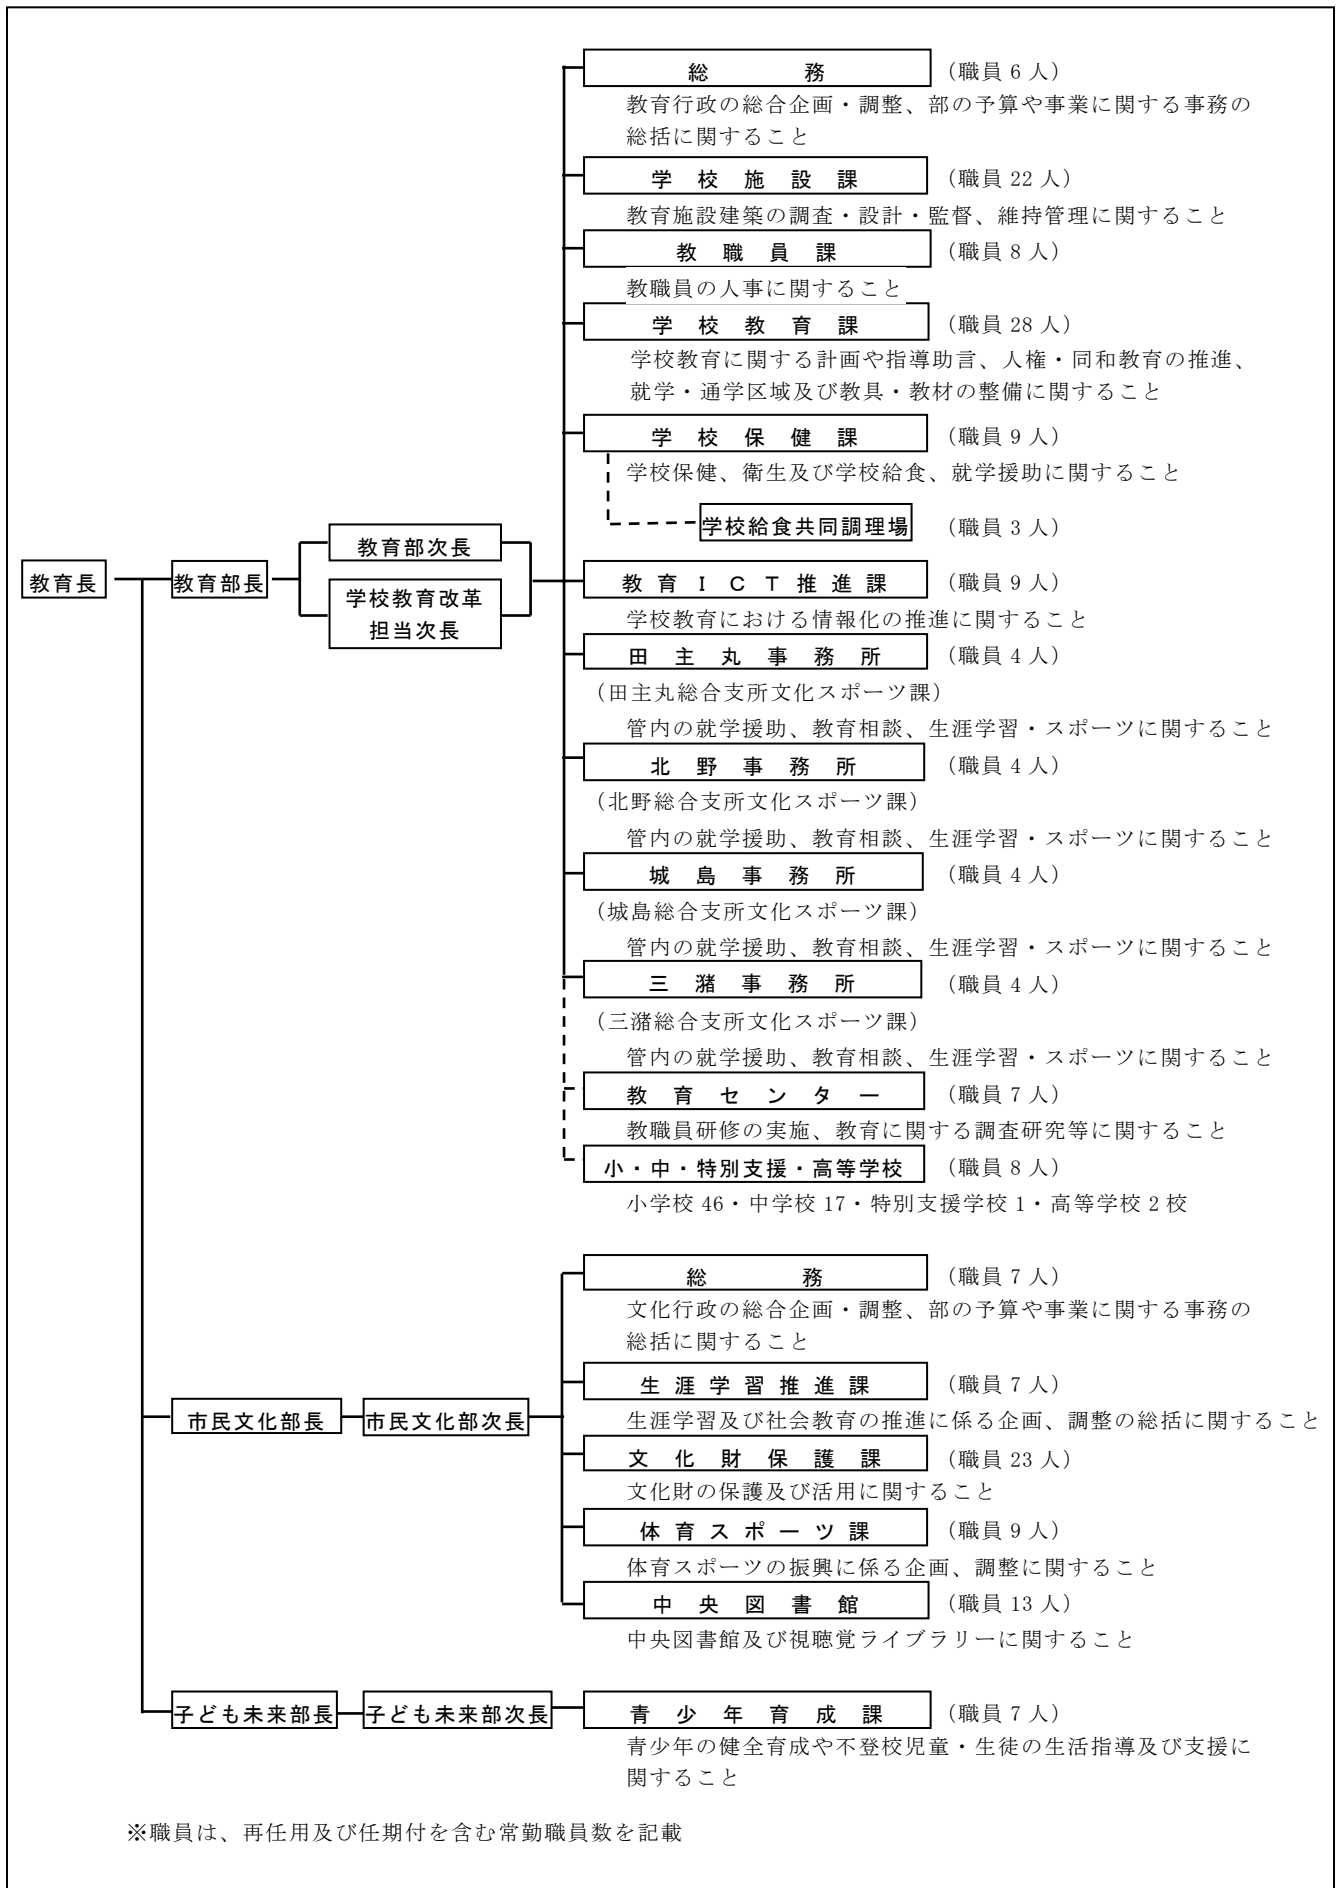 総務 (職員 6 人)
教育行政の総合企画・調整、部の予算や事業に関する事務の
総括に関すること
学校施設課 (職員 22 人)
教育施設建築の調査・設計・監督、維持管理に関すること
教職員課 (職員 8 人)
教職員の人事に関すること
学校教育課 (職員 28 人)
学校教育に関する計画や指導助言、人権・同和教育の推進、
就学・通学区域及び教具・教材の整備に関すること
学校保健課 (職員 9 人)
学校保健、衛生及び学校給食、就学援助に関すること
学校給食共同調理場 (職員 3 人)
教育長
教育部長
教育部次長
学校教育改革
担当次長
教育ICT推進課 (職員 9 人)
学校教育における情報化の推進に関すること
田主丸事務所 (職員 4 人)
(田主丸総合支所文化スポーツ課)
管内の就学援助、教育相談、生涯学習・スポーツに関すること
北野事務所 (職員 4 人)
(北野総合支所文化スポーツ課)
管内の就学援助、教育相談、生涯学習・スポーツに関すること
城島事務所 (職員 4 人)
(城島総合支所文化スポーツ課)
管内の就学援助、教育相談、生涯学習・スポーツに関すること
三潴事務所 (職員 4 人)
(三潴総合支所文化スポーツ課)
管内の就学援助、教育相談、生涯学習・スポーツに関すること
教育センター (職員 7 人)
教職員研修の実施、教育に関する調査研究等に関すること
小・中・特別支援・高等学校 (職員 8 人)
小学校 46・中学校 17・特別支援学校 1・高等学校 2 校
総務 (職員 7 人)
文化行政の総合企画・調整、部の予算や事業に関する事務の
総括に関すること
生涯学習推進課 (職員 7 人)
市民文化部長
市民文化部次長
生涯学習及び社会教育の推進に係る企画、調整の総括に関すること
文化財保護課 (職員 23 人)
文化財の保護及び活用に関すること
体育スポーツ課 (職員 9 人)
体育スポーツの振興に係る企画、調整に関すること
中央図書館 (職員 13 人)
中央図書館及び視聴覚ライブラリーに関すること
子ども未来部長
子ども未来部次長
青少年育成課 (職員 7 人)
青少年の健全育成や不登校児童・生徒の生活指導及び支援に
関すること
※職員は、再任用及び任期付を含む常勤職員数を記載